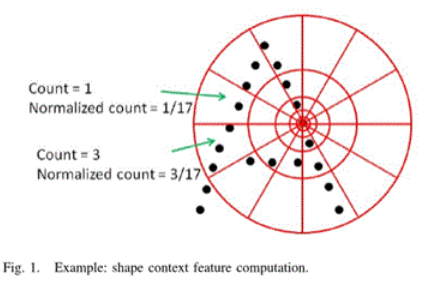 Count = 1
Normalized count = 1/17
Count = 3
Normalized count = 3/17
Fig. 1. Example: shape context feature computation.